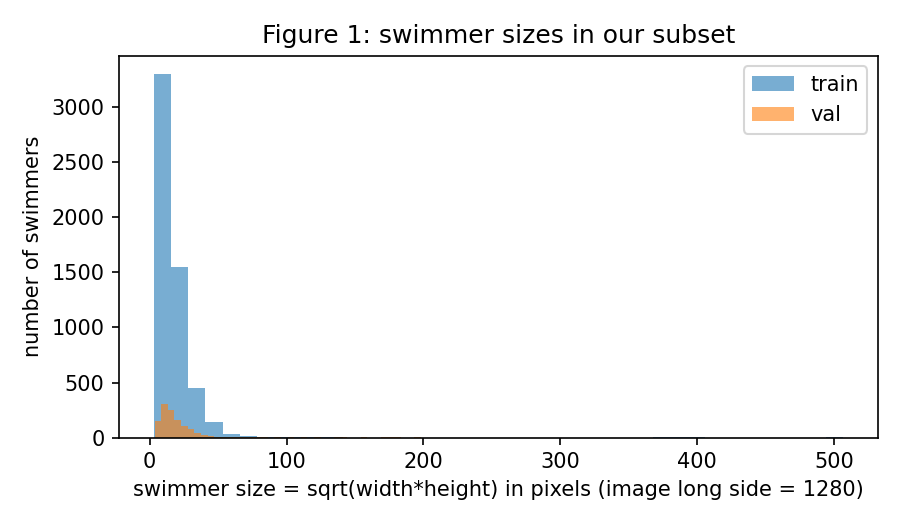 Figure 1: swimmer sizes in our subset
train
val
number of swimmers
3000
2500
2000
1500
1000
500
0
0 100 200 300 400 500
swimmer size = sqrt(width*height) in pixels (image long side = 1280)